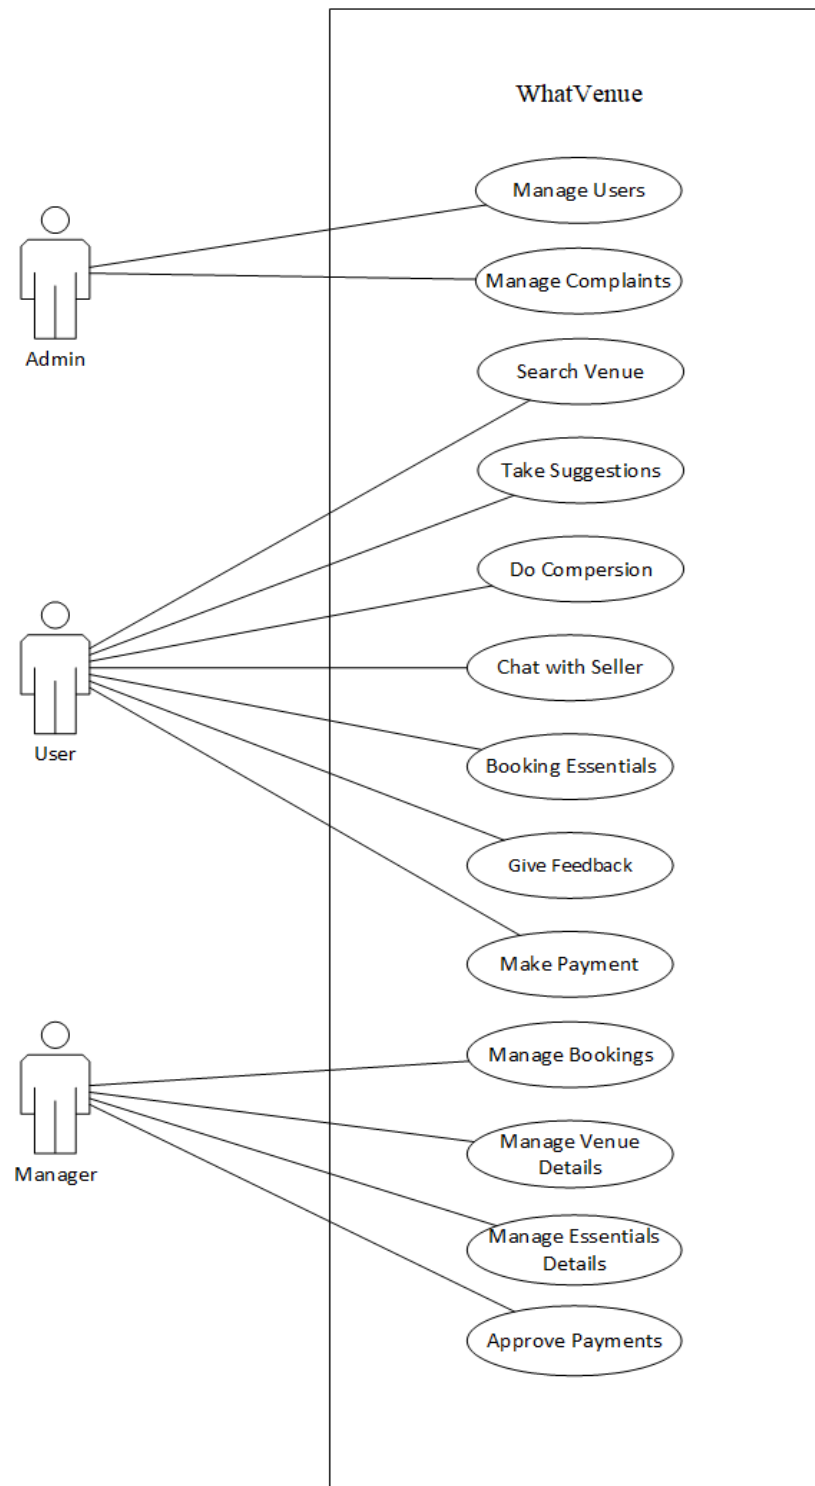 WhatVenue
Manage Users
Manage Complaints
Admin
Search Venue
Take Suggestions
Do Compersion
Chat with Seller
User
Booking Essentials
Give Feedback
Make Payment
Manage Bookings
Manage Venue
Details
Manager
Manage Essentials
Details
Approve Payments